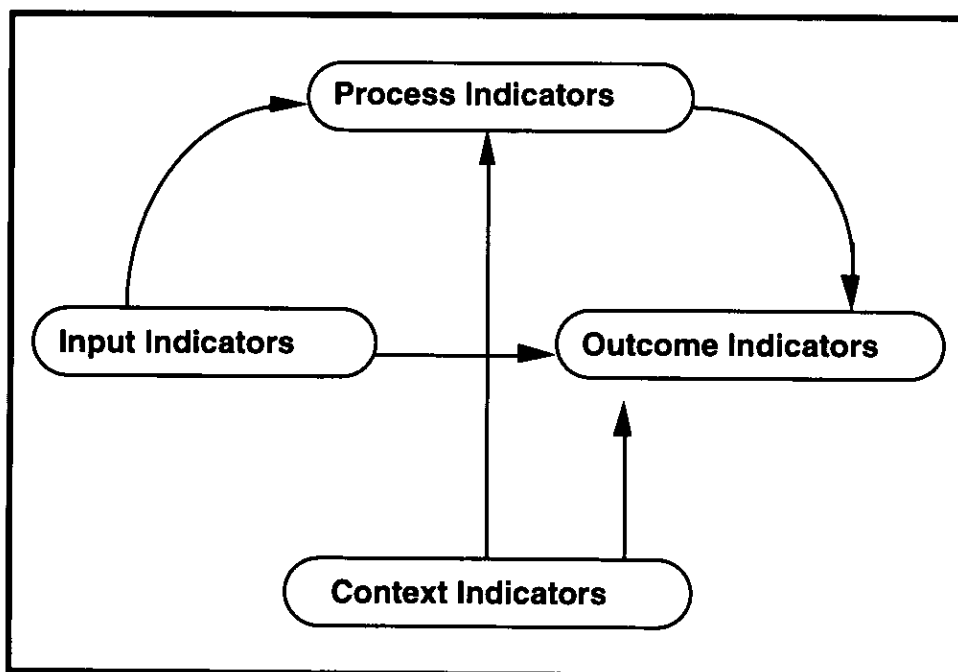 Process Indicators
Input Indicators
Outcome Indicators
Context Indicators